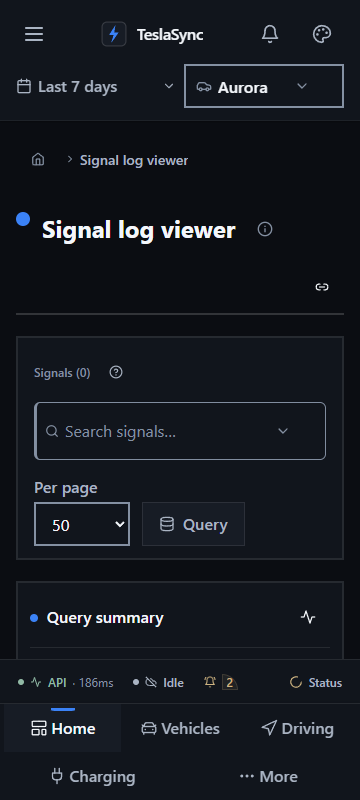 TeslaSync
Last 7 days
Aurora
Signal log viewer
Signal log viewer
Signals (0)
Search signals...
Per page
50
Query
Query summary
API · 186ms
Idle
2
Status
Home
Vehicles
Driving
Charging
More